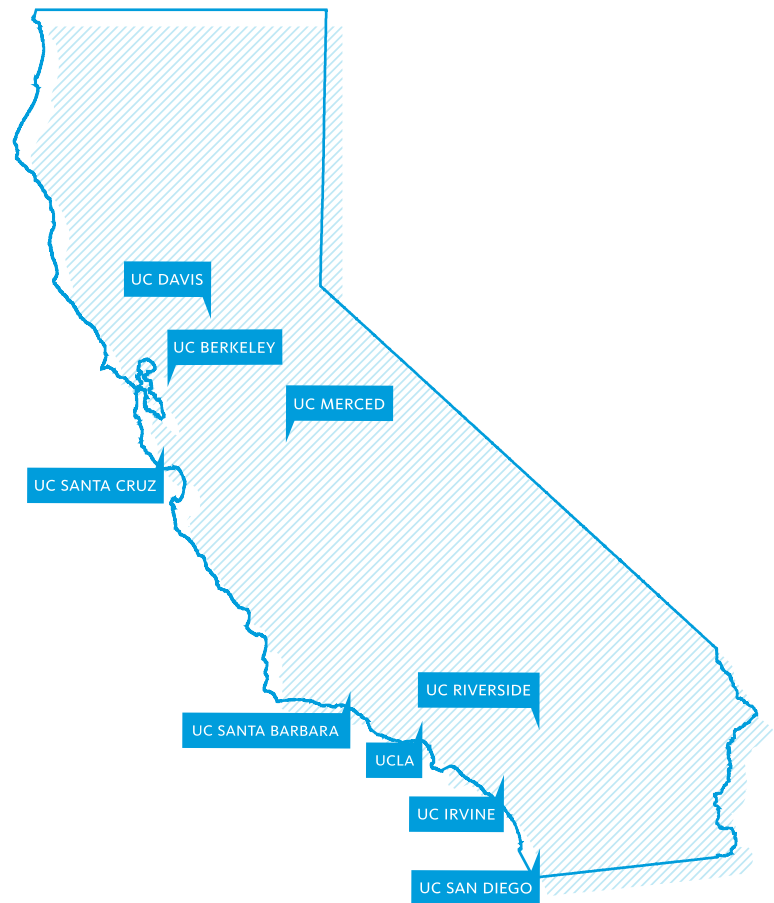 UC DAVIS
UC BERKELEY
UC MERCED
UC SANTA CRUZ
UC RIVERSIDE
UC SANTA BARBARA
UCLA
UC IRVINE
UC SAN DIEGO